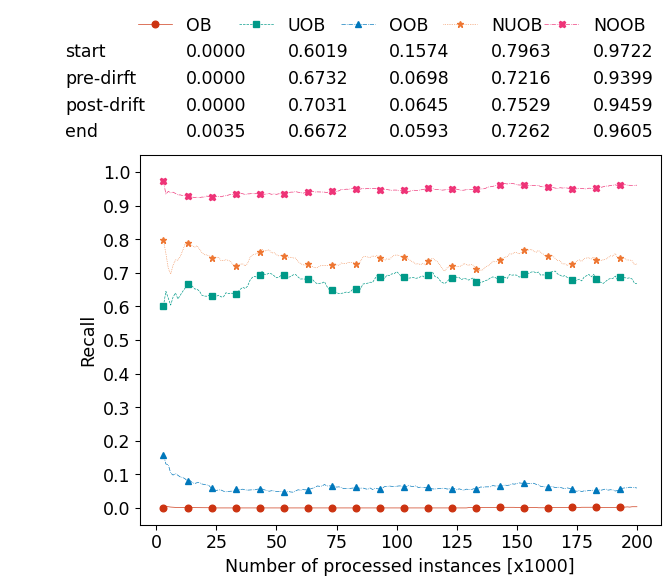 OB UOB OOB NUOB NOOB
start 0.0000 0.6019 0.1574 0.7963 0.9722
pre-dirft 0.0000 0.6732 0.0698 0.7216 0.9399
post-drift 0.0000 0.7031 0.0645 0.7529 0.9459
end 0.0035 0.6672 0.0593 0.7262 0.9605
1.0
0.9
0.8
0.7
0.6
0.5
0.4
0.3
0.2
0.1
0.0
Recall
0 25 50 75 100 125 150 175 200
Number of processed instances [x1000]